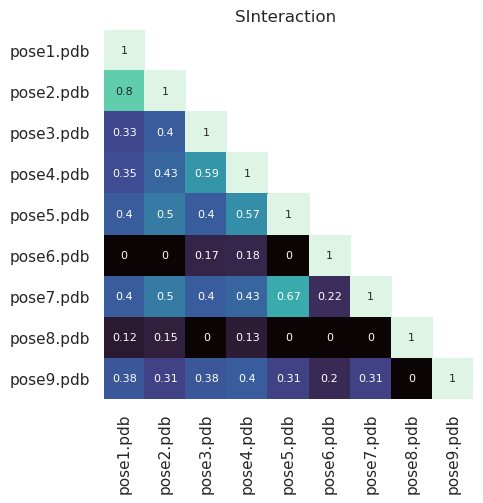 SInteraction
pose1.pdb 1
pose2.pdb 0.8 1
pose3.pdb 0.33 0.4 1
pose4.pdb 0.35 0.43 0.59 1
pose5.pdb 0.4 0.5 0.4 0.57 1
pose6.pdb 0 0 0.17 0.18 0 1
pose7.pdb 0.4 0.5 0.4 0.43 0.67 0.22 1
pose8.pdb 0.12 0.15 0 0.13 0 0 0 1
pose9.pdb 0.38 0.31 0.38 0.4 0.31 0.2 0.31 0 1
pose1.pdb pose2.pdb pose3.pdb pose4.pdb pose5.pdb pose6.pdb pose7.pdb pose8.pdb pose9.pdb